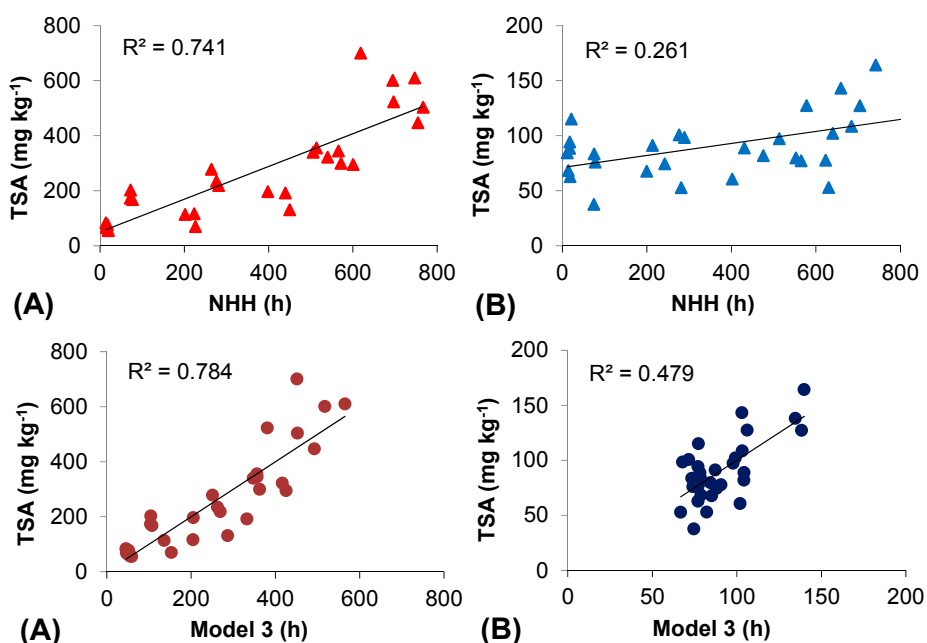 R² = 0.741
TSA (mg kg⁻¹)
800
600
400
200
0
0 200 400 600 800
NHH (h)
(A)
R² = 0.261
TSA (mg kg⁻¹)
200
150
100
50
0
0 200 400 600 800
NHH (h)
(B)
R² = 0.784
TSA (mg kg⁻¹)
800
600
400
200
0
0 200 400 600 800
Model 3 (h)
(A)
R² = 0.479
TSA (mg kg⁻¹)
200
150
100
50
0
0 50 100 150 200
Model 3 (h)
(B)